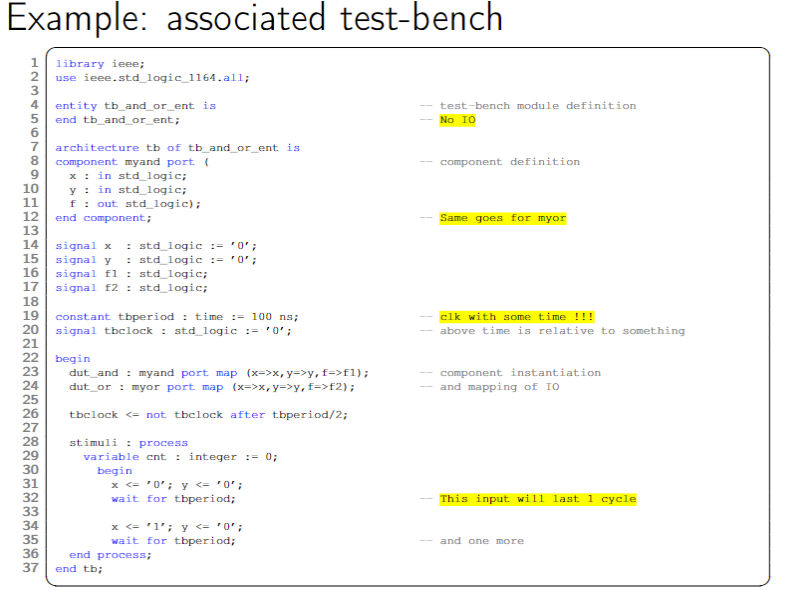 Example: associated test-bench
1 library ieee;
2 use ieee.std_logic_1164.all;
3
4 entity tb_and_or_ent is -- test-bench module definition
5 end tb_and_or_ent; -- No IO
6
7 architecture tb of tb_and_or_ent is
8 component myand port ( -- component definition
9 x : in std_logic;
10 y : in std_logic;
11 f : out std_logic);
12 end component; -- Same goes for myor
13
14 signal x : std_logic := '0';
15 signal y : std_logic := '0';
16 signal f1 : std_logic;
17 signal f2 : std_logic;
18
19 constant tbperiod : time := 100 ns; -- clk with some time !!!
20 signal tbclock : std_logic := '0'; -- above time is relative to something
21
22 begin
23 dut_and : myand port map (x=>x,y=>y,f=>f1); -- component instantiation
24 dut_or : myor port map (x=>x,y=>y,f=>f2); -- and mapping of IO
25
26 tbclock <= not tbclock after tbperiod/2;
27
28 stimuli : process
29 variable cnt : integer := 0;
30 begin
31 x <= '0'; y <= '0';
32 wait for tbperiod; -- This input will last 1 cycle
33
34 x <= '1'; y <= '0';
35 wait for tbperiod; -- and one more
36 end process;
37 end tb;